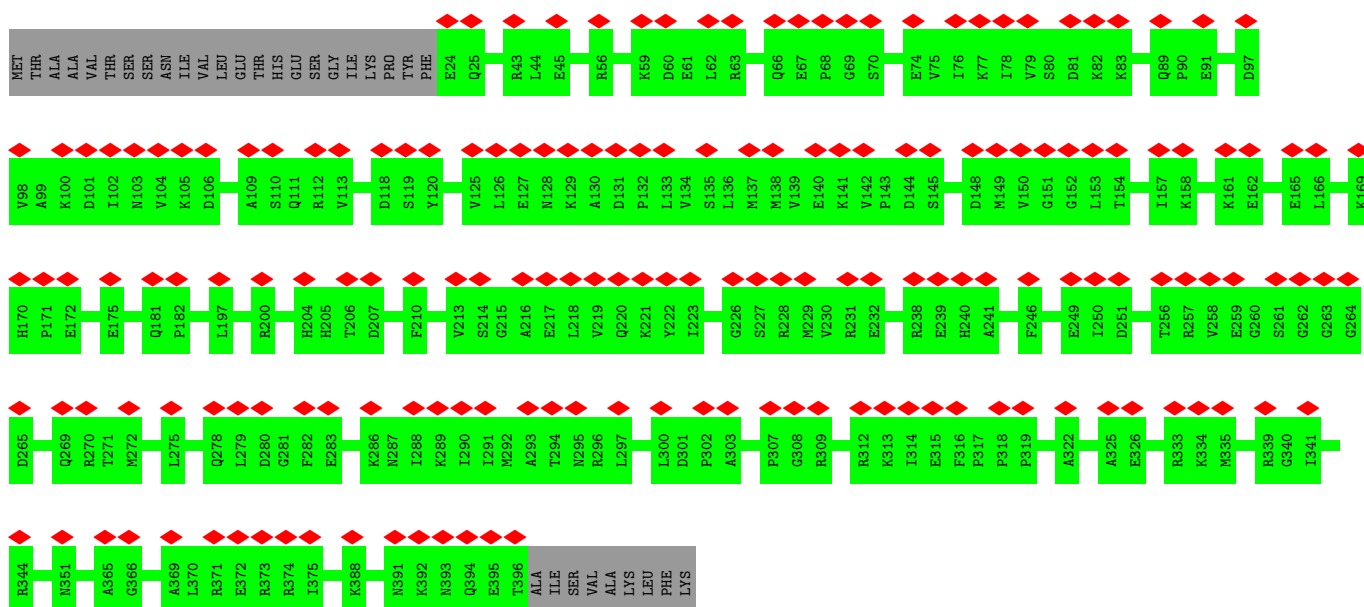 MET THR ALA ALA VAL THR SER SER ASN ILE VAL LEU GLU THR HIS GLU SER GLY ILE LYS PRO TYR PHE E24 Q25 R43 L44 E45 R56 K59 D60 E61 L62 R63 Q66 E67 P68 G69 S70 E74 V75 I76 K77 I78 V79 S80 D81 K82 K83 Q89 P90 E91 D97
V98 A99 K100 D101 I102 N103 V104 K105 D106 A109 S110 Q111 R112 V113 D118 S119 Y120 V125 L126 E127 N128 K129 A130 D131 P132 L133 V134 S135 L136 M137 M138 V139 E140 K141 V142 P143 D144 S145 D148 M149 V150 G151 G152 L153 T154 I157 K158 K161 E162 E165 L166 K169
H170 P171 E172 E175 Q181 P182 L197 R200 H204 H205 T206 D207 F210 V213 S214 G215 A216 E217 L218 V219 Q220 K221 Y222 I223 G226 S227 R228 M229 V230 R231 E232 R238 E239 H240 A241 F246 E249 I250 D251 T256 R257 V258 E259 G260 S261 G262 G263 G264
D265 Q269 R270 T271 M272 L275 Q278 L279 D280 G281 F282 E283 K286 N287 I288 K289 I290 I291 M292 A293 T294 N295 R296 L297 L300 D301 P302 A303 P307 G308 R309 R312 K313 I314 E315 F316 P317 P318 P319 A322 A325 E326 R333 K334 M335 R339 G340 I341
R344 N351 A365 G366 A369 L370 R371 E372 R373 R374 I375 K388 N391 K392 N393 Q394 E395 T396 ALA ILE SER VAL ALA LYS LEU PHE LYS